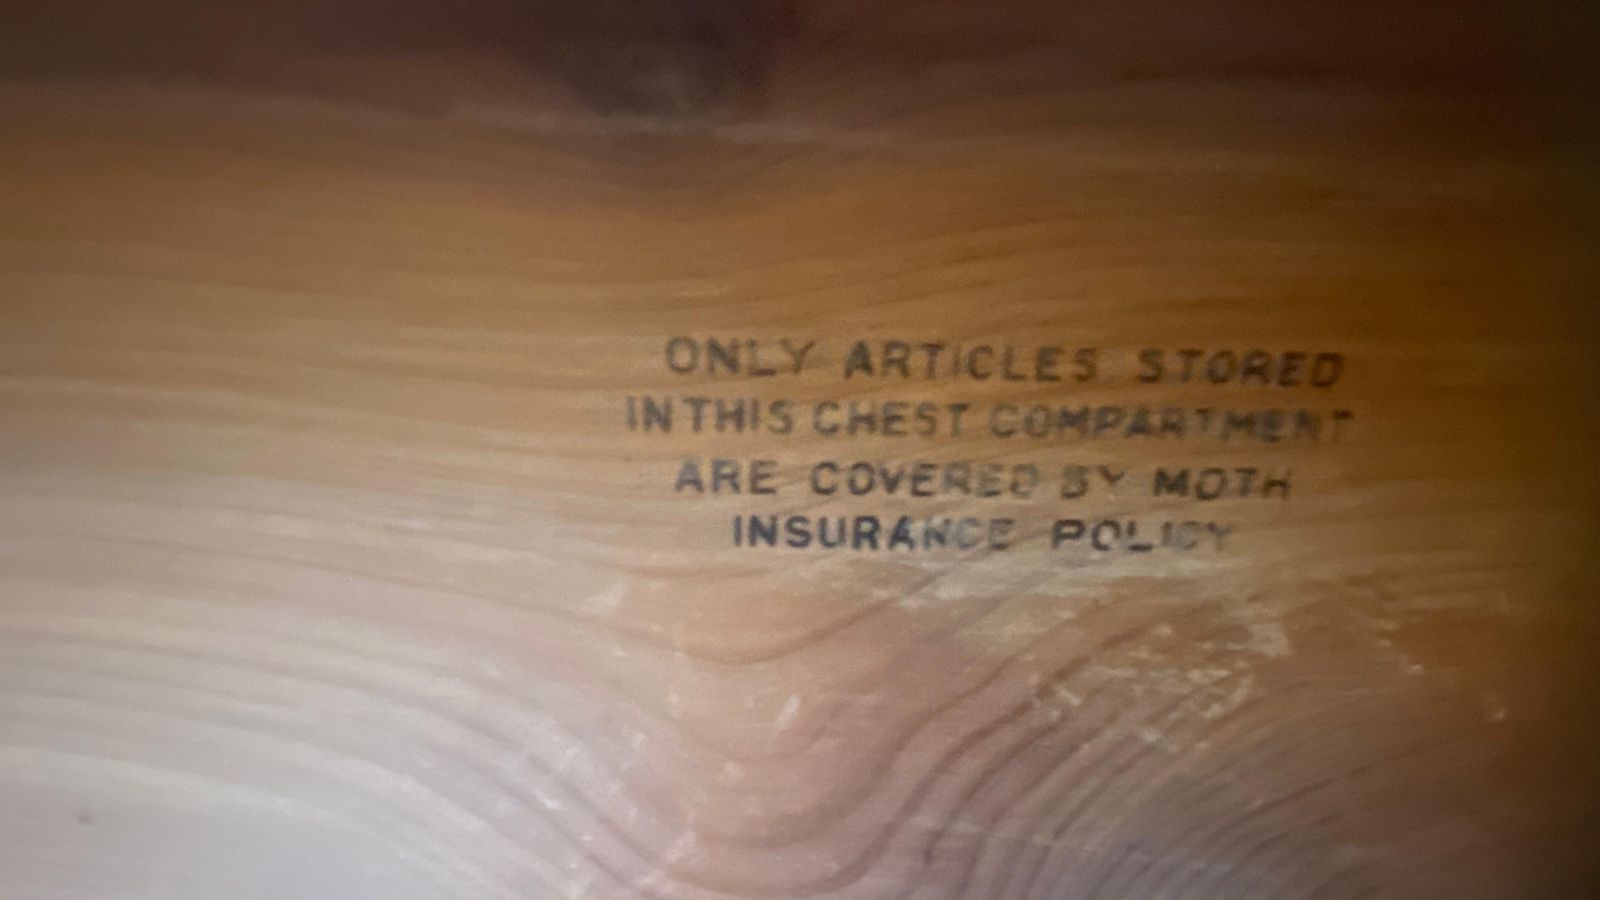 ONLY ARTICLES STORED
IN THIS CHEST COMPARTMENT
ARE COVERED BY MOTH
INSURANCE POLICY